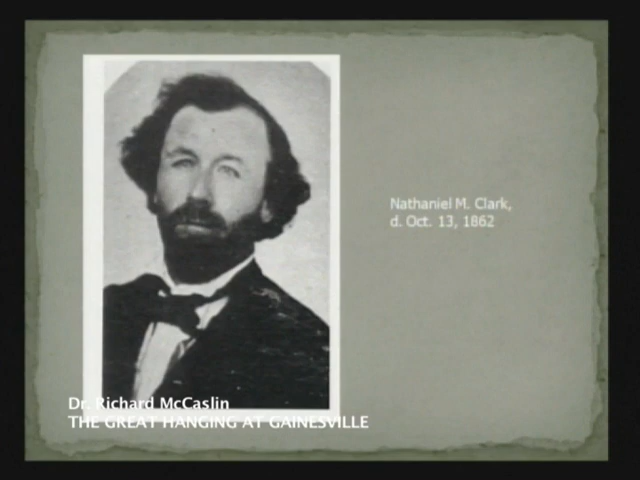 Nathaniel M. Clark,
d. Oct. 13, 1862
Dr. Richard McCaslin
THE GREAT HANGING AT GAINESVILLE